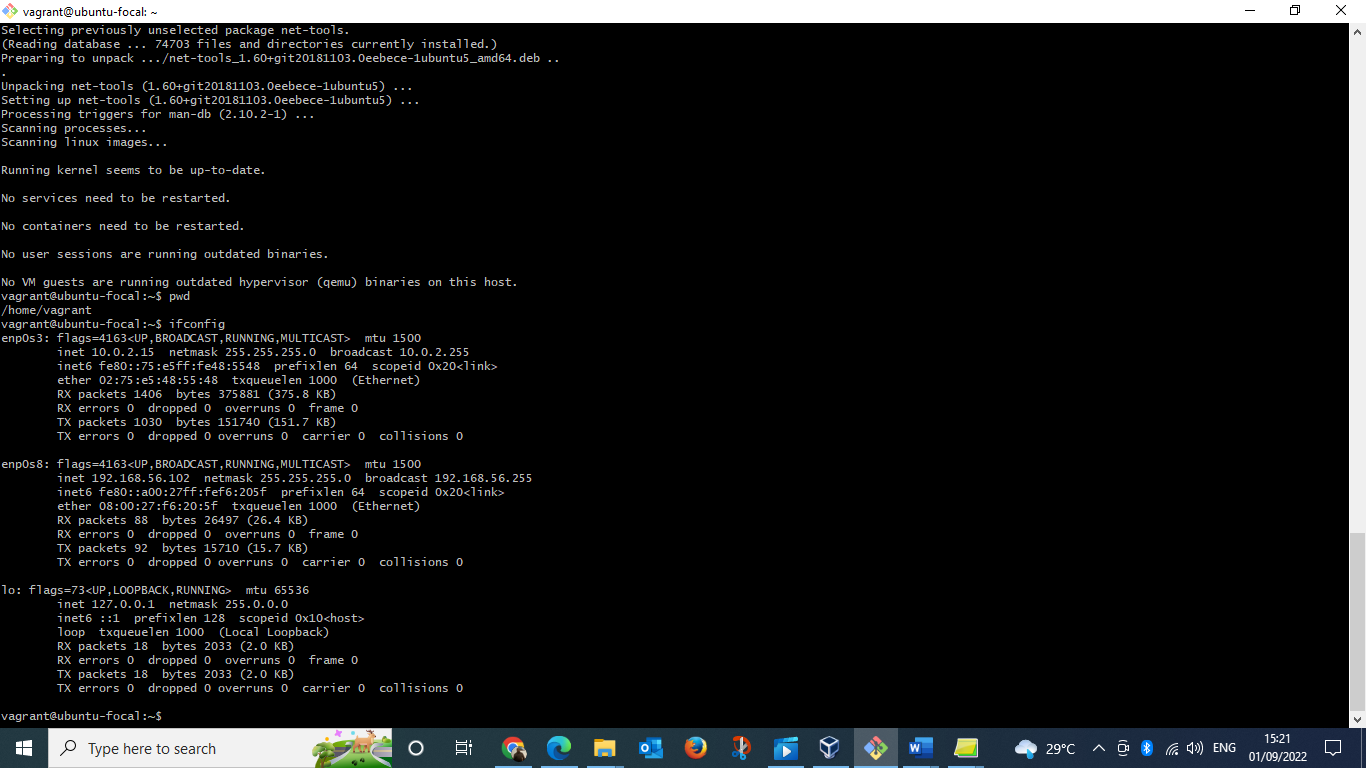 vagrant@ubuntu-focal: ~
Selecting previously unselected package net-tools.
(Reading database ... 74703 files and directories currently installed.)
Preparing to unpack .../net-tools_1.60+git20181103.0eebece-1ubuntu5_amd64.deb ..
.
Unpacking net-tools (1.60+git20181103.0eebece-1ubuntu5) ...
Setting up net-tools (1.60+git20181103.0eebece-1ubuntu5) ...
Processing triggers for man-db (2.10.2-1) ...
Scanning processes...
Scanning linux images...
Running kernel seems to be up-to-date.
No services need to be restarted.
No containers need to be restarted.
No user sessions are running outdated binaries.
No VM guests are running outdated hypervisor (qemu) binaries on this host.
vagrant@ubuntu-focal:~$ pwd
/home/vagrant
vagrant@ubuntu-focal:~$ ifconfig
enp0s3: flags=4163<UP,BROADCAST,RUNNING,MULTICAST>  mtu 1500
        inet 10.0.2.15  netmask 255.255.255.0  broadcast 10.0.2.255
        inet6 fe80::75:e5ff:fe48:5548  prefixlen 64  scopeid 0x20<link>
        ether 02:75:e5:48:55:48  txqueuelen 1000  (Ethernet)
        RX packets 1406  bytes 375881 (375.8 KB)
        RX errors 0  dropped 0  overruns 0  frame 0
        TX packets 1030  bytes 151740 (151.7 KB)
        TX errors 0  dropped 0 overruns 0  carrier 0  collisions 0
enp0s8: flags=4163<UP,BROADCAST,RUNNING,MULTICAST>  mtu 1500
        inet 192.168.56.102  netmask 255.255.255.0  broadcast 192.168.56.255
        inet6 fe80::a00:27ff:fef6:205f  prefixlen 64  scopeid 0x20<link>
        ether 08:00:27:f6:20:5f  txqueuelen 1000  (Ethernet)
        RX packets 88  bytes 26497 (26.4 KB)
        RX errors 0  dropped 0  overruns 0  frame 0
        TX packets 92  bytes 15710 (15.7 KB)
        TX errors 0  dropped 0 overruns 0  carrier 0  collisions 0
lo: flags=73<UP,LOOPBACK,RUNNING>  mtu 65536
        inet 127.0.0.1  netmask 255.0.0.0
        inet6 ::1  prefixlen 128  scopeid 0x10<host>
        loop  txqueuelen 1000  (Local Loopback)
        RX packets 18  bytes 2033 (2.0 KB)
        RX errors 0  dropped 0  overruns 0  frame 0
        TX packets 18  bytes 2033 (2.0 KB)
        TX errors 0  dropped 0 overruns 0  carrier 0  collisions 0
vagrant@ubuntu-focal:~$
Type here to search
29°C
ENG
15:21
01/09/2022